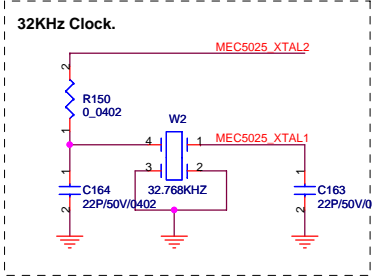 32KHz Clock.
MEC5025_XTAL2
2
R150
0_0402
1
W2
4
1
MEC5025_XTAL1
3
2
1
C164
22P/50V/0402
2
32.768KHZ
1
C163
22P/50V/0
2